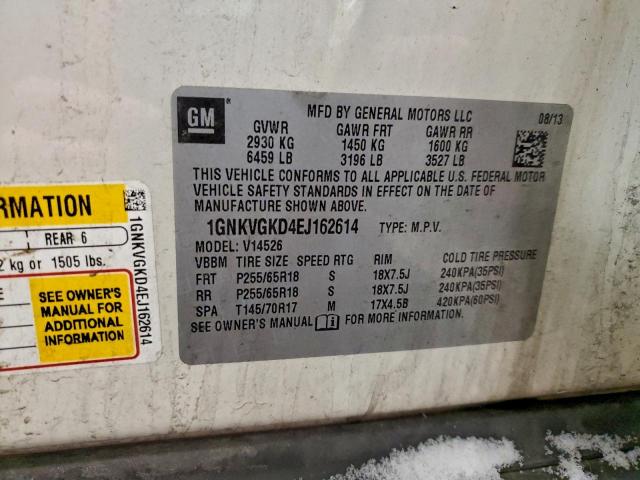 GM
MFD BY GENERAL MOTORS LLC
08/13
GVWR GAWR FRT GAWR RR
2930 KG 1450 KG 1600 KG
6459 LB 3196 LB 3527 LB
THIS VEHICLE CONFORMS TO ALL APPLICABLE U.S. FEDERAL MOTOR
VEHICLE SAFETY STANDARDS IN EFFECT ON THE DATE OF
MANUFACTURE SHOWN ABOVE.
1GNKVGKD4EJ162614 TYPE: M.P.V.
MODEL: V14526
VBBM TIRE SIZE SPEED RTG RIM COLD TIRE PRESSURE
FRT P255/65R18 S 18X7.5J 240KPA(35PSI)
RR P255/65R18 S 18X7.5J 240KPA(35PSI)
SPA T145/70R17 M 17X4.5B 420KPA(60PSI)
SEE OWNER'S MANUAL FOR MORE INFORMATION.
RMATION
REAR 6
kg or 1505 lbs.
SEE OWNER'S
MANUAL FOR
ADDITIONAL
INFORMATION
1GNKVGKD4EJ162614